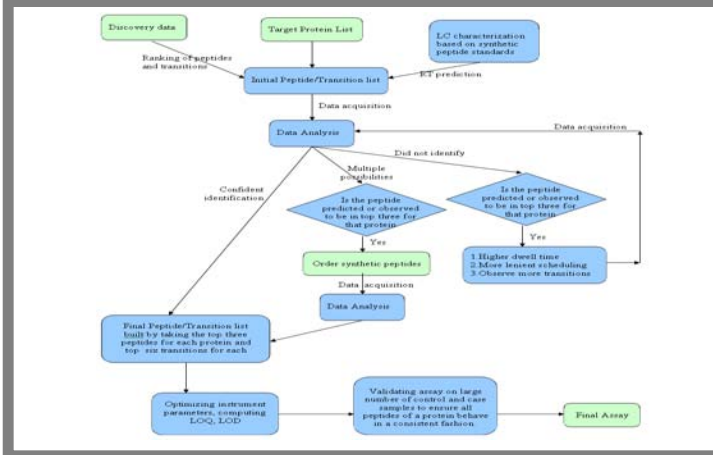 Discovery data
Target Protein List
LC characterization
based on synthetic
peptide standards
Ranking of peptides
and transitions
RT prediction
Initial Peptide/Transition list
Data acquisition
Data Analysis
Data acquisition
Did not identify
Multiple
possibilities
Confident
identification
Is the peptide
predicted or observed
to be in top three for
that protein
Is the peptide
predicted or observed
to be in top three for
that protein
Yes
Yes
Order synthetic peptides
1.Higher dwell time
2.More lenient scheduling
3.Observe more transitions
Data acquisition
Data Analysis
Final Peptide/Transition list
built by taking the top three
peptides for each protein and
top six transitions for each
Optimizing instrument
parameters, computing
LOQ, LOD
Validating assay on large
number of control and case
samples to ensure all
peptides of a protein behave
in a consistent fashion.
Final Assay